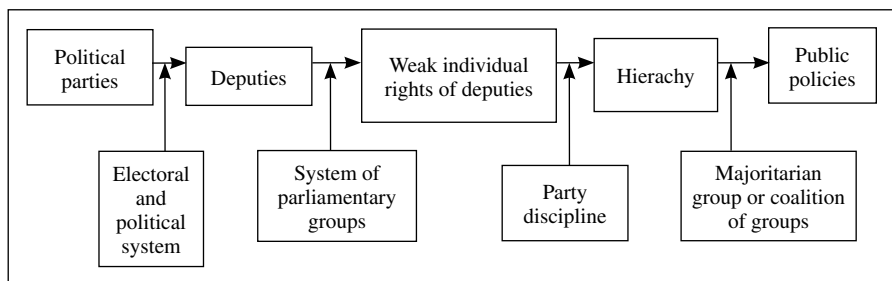 Political
parties
Deputies
Weak individual
rights of deputies
Hierachy
Public
policies
Electoral
and
political
system
System of
parliamentary
groups
Party
discipline
Majoritarian
group or coalition
of groups